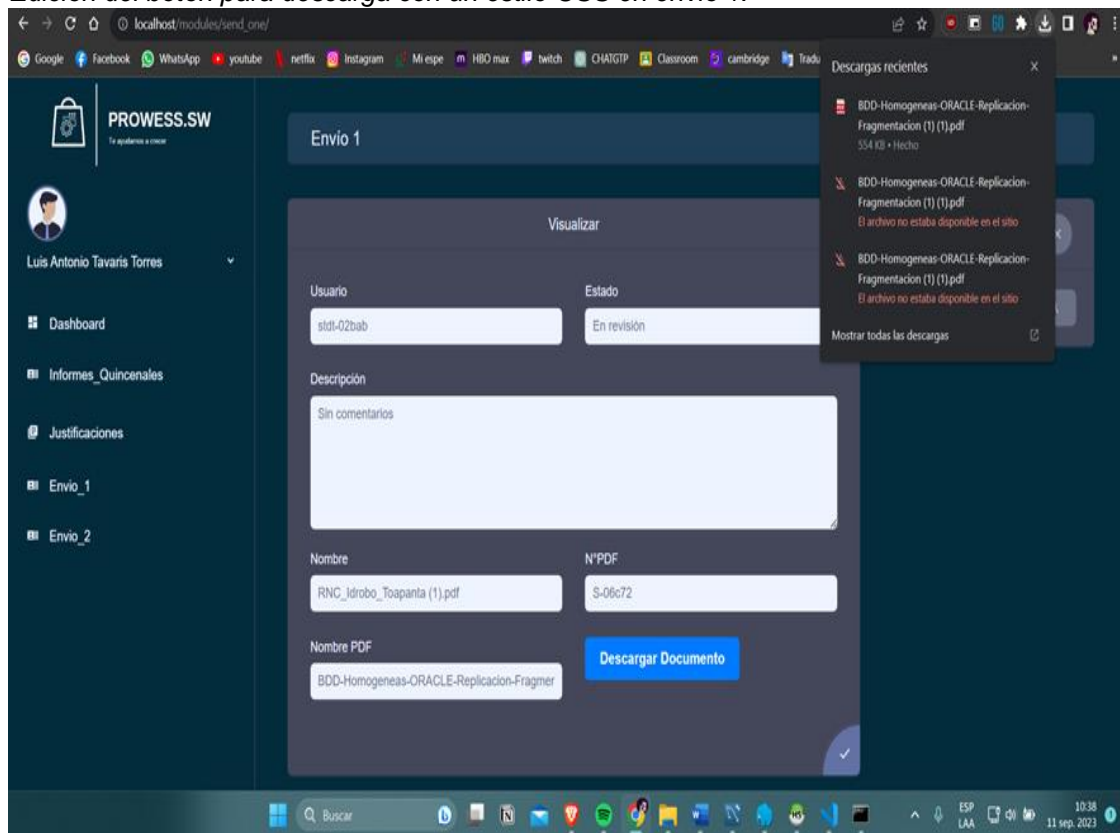 Edición del botón para descarga con un estilo CSS en envío 1.
localhost/modules/send_one/
Google Facebook WhatsApp youtube netflix Instagram Mi espe HBO max twitch CHATGTP Classroom cambridge Tradu
PROWESS.SW
Te ayudamos a crecer
Luis Antonio Tavaris Torres
Dashboard
Informes_Quincenales
Justificaciones
Envio_1
Envio_2
Envío 1
Visualizar
Usuario
Estado
stdt-02bab
En revisión
Descripción
Sin comentarios
Nombre
N°PDF
RNC_Idrobo_Toapanta (1).pdf
S-06c72
Nombre PDF
Descargar Documento
BDD-Homogeneas-ORACLE-Replicacion-Fragmer
Descargas recientes
BDD-Homogeneas-ORACLE-Replicacion-
Fragmentacion (1) (1).pdf
554 KB • Hecho
BDD-Homogeneas-ORACLE-Replicacion-
Fragmentacion (1) (1).pdf
El archivo no estaba disponible en el sitio
BDD-Homogeneas-ORACLE-Replicacion-
Fragmentacion (1) (1).pdf
El archivo no estaba disponible en el sitio
Mostrar todas las descargas
Buscar
ESP
LAA
10:38
11 sep. 2023